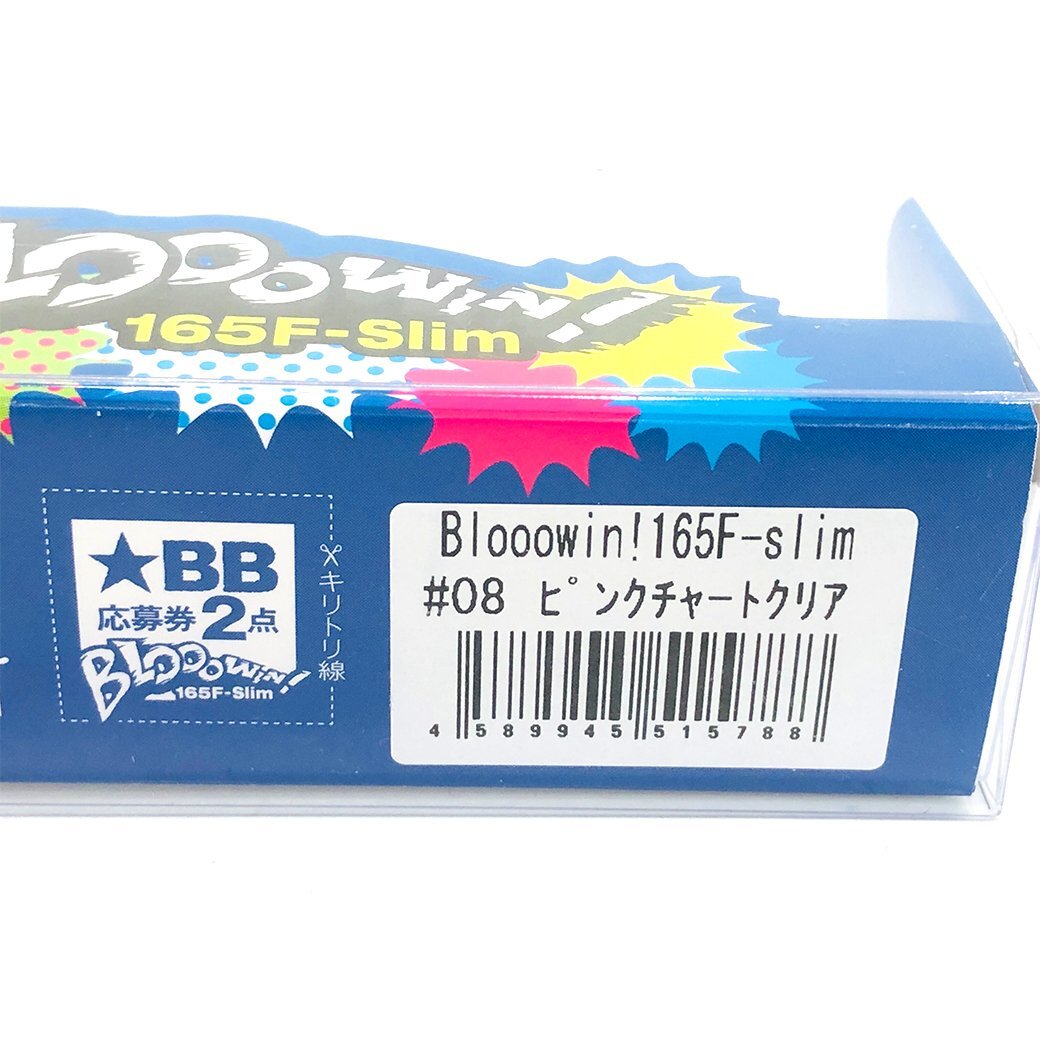 Blooowin!
165F-Slim
★BB
応募券 2点
Blooowin!
165F-Slim
キリトリ線
Blooowin!165F-slim
#08 ピンクチャートクリア
4 589945 515788